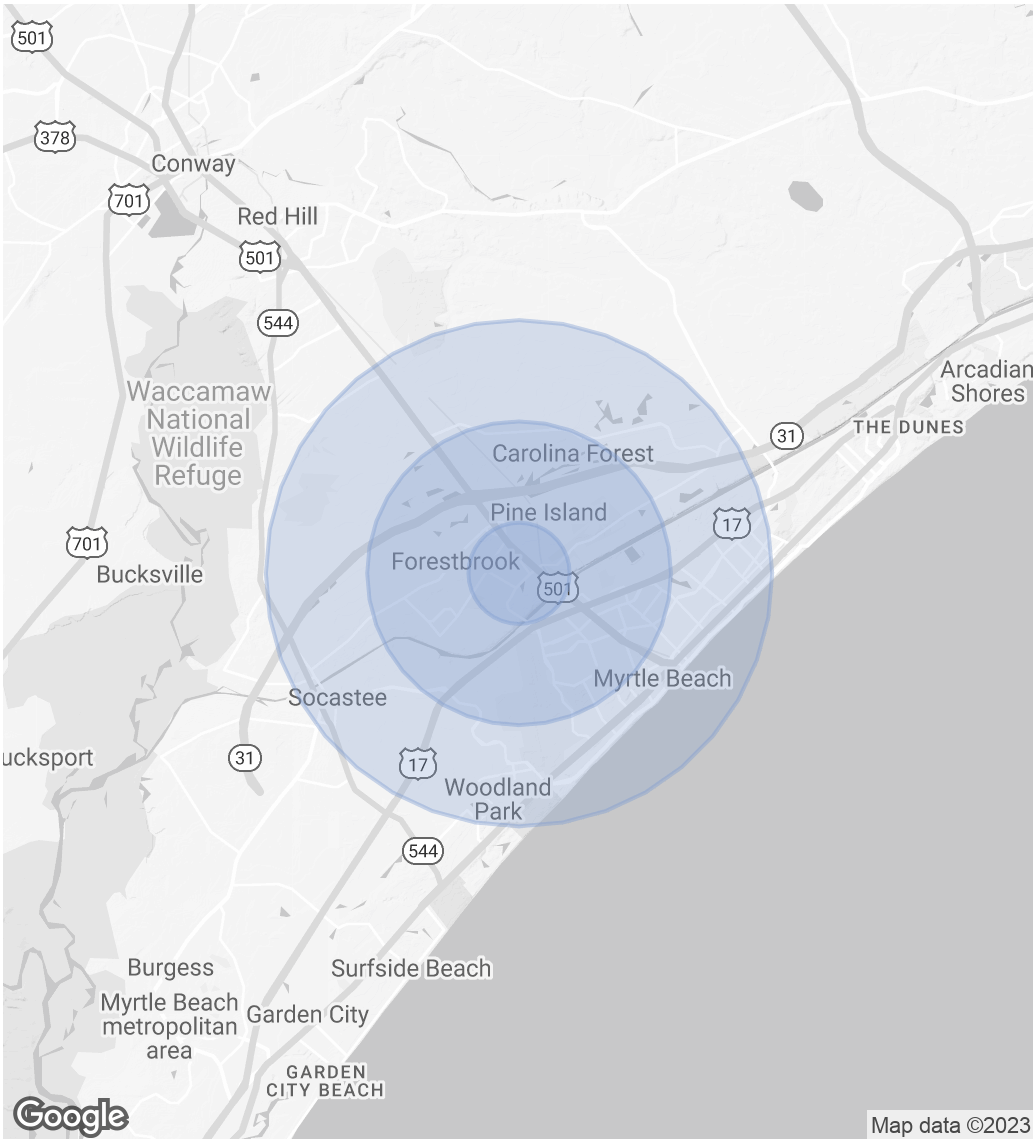 501
378
Conway
701
Red Hill
501
544
Waccamaw
National
Wildlife
Refuge
Arcadian
Shores
THE DUNES
31
Carolina Forest
Pine Island
17
701
Forestbrook
Bucksville
501
Myrtle Beach
Socastee
ucksport
31
17
Woodland
Park
544
Burgess
Surfside Beach
Myrtle Beach
metropolitan
area
Garden City
GARDEN
CITY BEACH
Google
Map data ©2023